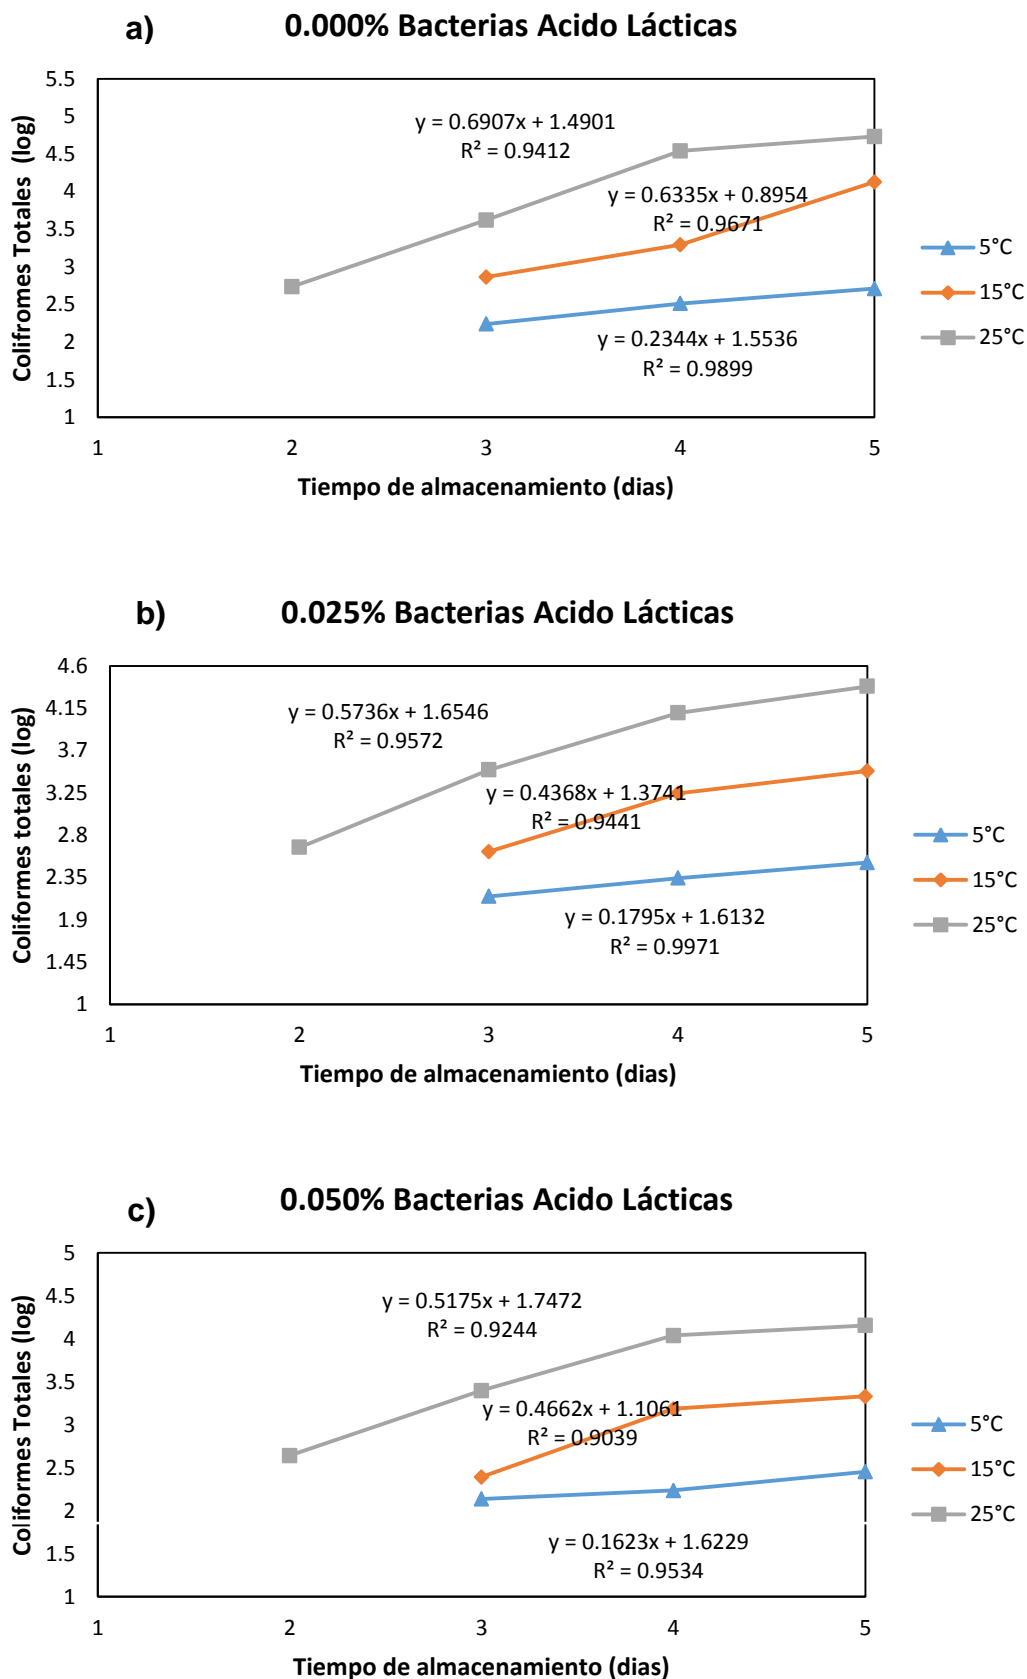 a)
0.000% Bacterias Acido Lácticas
5.5
5
4.5
4
3.5
3
2.5
2
1.5
1
Colifromes Totales (log)
y = 0.6907x + 1.4901
R² = 0.9412
y = 0.6335x + 0.8954
R² = 0.9671
y = 0.2344x + 1.5536
R² = 0.9899
5°C
15°C
25°C
1 2 3 4 5
Tiempo de almacenamiento (dias)
b)
0.025% Bacterias Acido Lácticas
4.6
4.15
3.7
3.25
2.8
2.35
1.9
1.45
1
Coliformes totales (log)
y = 0.5736x + 1.6546
R² = 0.9572
y = 0.4368x + 1.3741
R² = 0.9441
y = 0.1795x + 1.6132
R² = 0.9971
5°C
15°C
25°C
1 2 3 4 5
Tiempo de almacenamiento (dias)
c)
0.050% Bacterias Acido Lácticas
5
4.5
4
3.5
3
2.5
2
1.5
1
Coliformes Totales (log)
y = 0.5175x + 1.7472
R² = 0.9244
y = 0.4662x + 1.1061
R² = 0.9039
y = 0.1623x + 1.6229
R² = 0.9534
5°C
15°C
25°C
1 2 3 4 5
Tiempo de almacenamiento (dias)